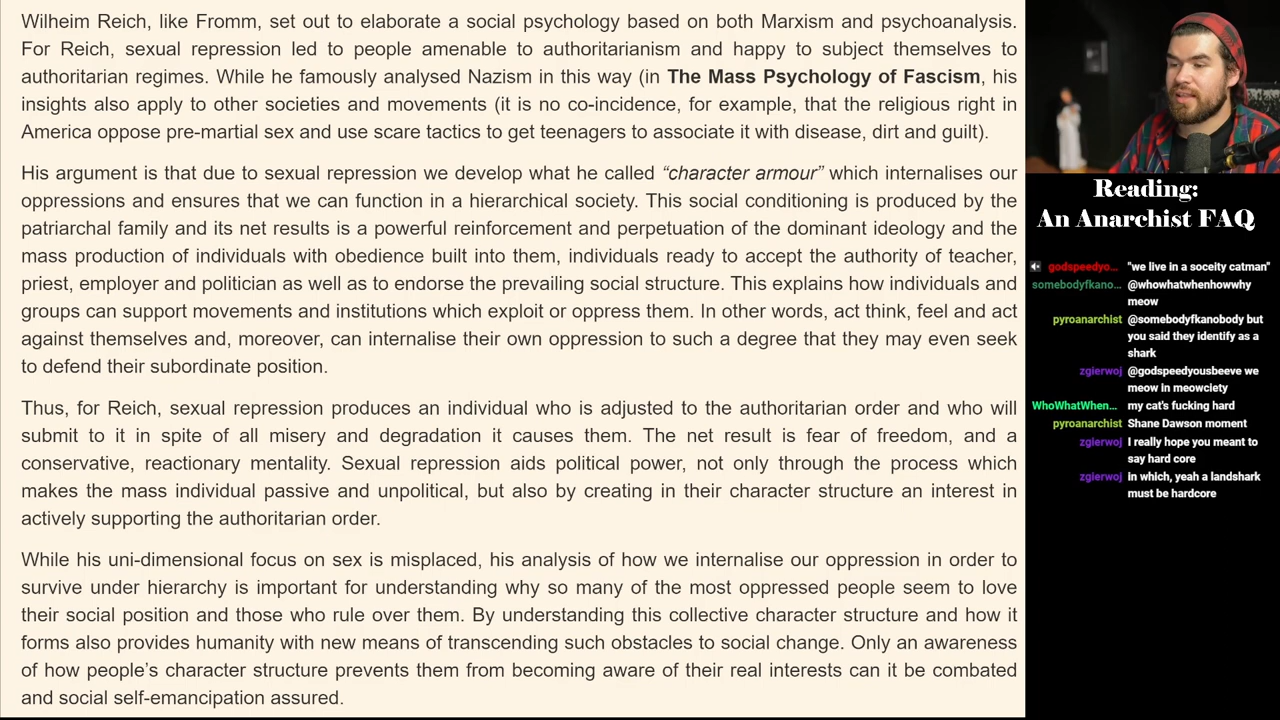 Wilheim Reich, like Fromm, set out to elaborate a social psychology based on both Marxism and psychoanalysis.
For Reich, sexual repression led to people amenable to authoritarianism and happy to subject themselves to
authoritarian regimes. While he famously analysed Nazism in this way (in The Mass Psychology of Fascism, his
insights also apply to other societies and movements (it is no co-incidence, for example, that the religious right in
America oppose pre-martial sex and use scare tactics to get teenagers to associate it with disease, dirt and guilt).
His argument is that due to sexual repression we develop what he called “character armour” which internalises our
oppressions and ensures that we can function in a hierarchical society. This social conditioning is produced by the
patriarchal family and its net results is a powerful reinforcement and perpetuation of the dominant ideology and the
mass production of individuals with obedience built into them, individuals ready to accept the authority of teacher,
priest, employer and politician as well as to endorse the prevailing social structure. This explains how individuals and
groups can support movements and institutions which exploit or oppress them. In other words, act think, feel and act
against themselves and, moreover, can internalise their own oppression to such a degree that they may even seek
to defend their subordinate position.
Thus, for Reich, sexual repression produces an individual who is adjusted to the authoritarian order and who will
submit to it in spite of all misery and degradation it causes them. The net result is fear of freedom, and a
conservative, reactionary mentality. Sexual repression aids political power, not only through the process which
makes the mass individual passive and unpolitical, but also by creating in their character structure an interest in
actively supporting the authoritarian order.
While his uni-dimensional focus on sex is misplaced, his analysis of how we internalise our oppression in order to
survive under hierarchy is important for understanding why so many of the most oppressed people seem to love
their social position and those who rule over them. By understanding this collective character structure and how it
forms also provides humanity with new means of transcending such obstacles to social change. Only an awareness
of how people’s character structure prevents them from becoming aware of their real interests can it be combated
and social self-emancipation assured.
Reading:
An Anarchist FAQ
godspeedyo... "we live in a soceity catman"
somebodyfkano... @whowhatwhenhowwhy
meow
pyroanarchist @somebodyfkanobody but
you said they identify as a
shark
zgierwoj @godspeedyousbeeve we
meow in meowciety
WhoWhatWhen... my cat's fucking hard
pyroanarchist Shane Dawson moment
zgierwoj I really hope you meant to
say hard core
zgierwoj in which, yeah a landshark
must be hardcore